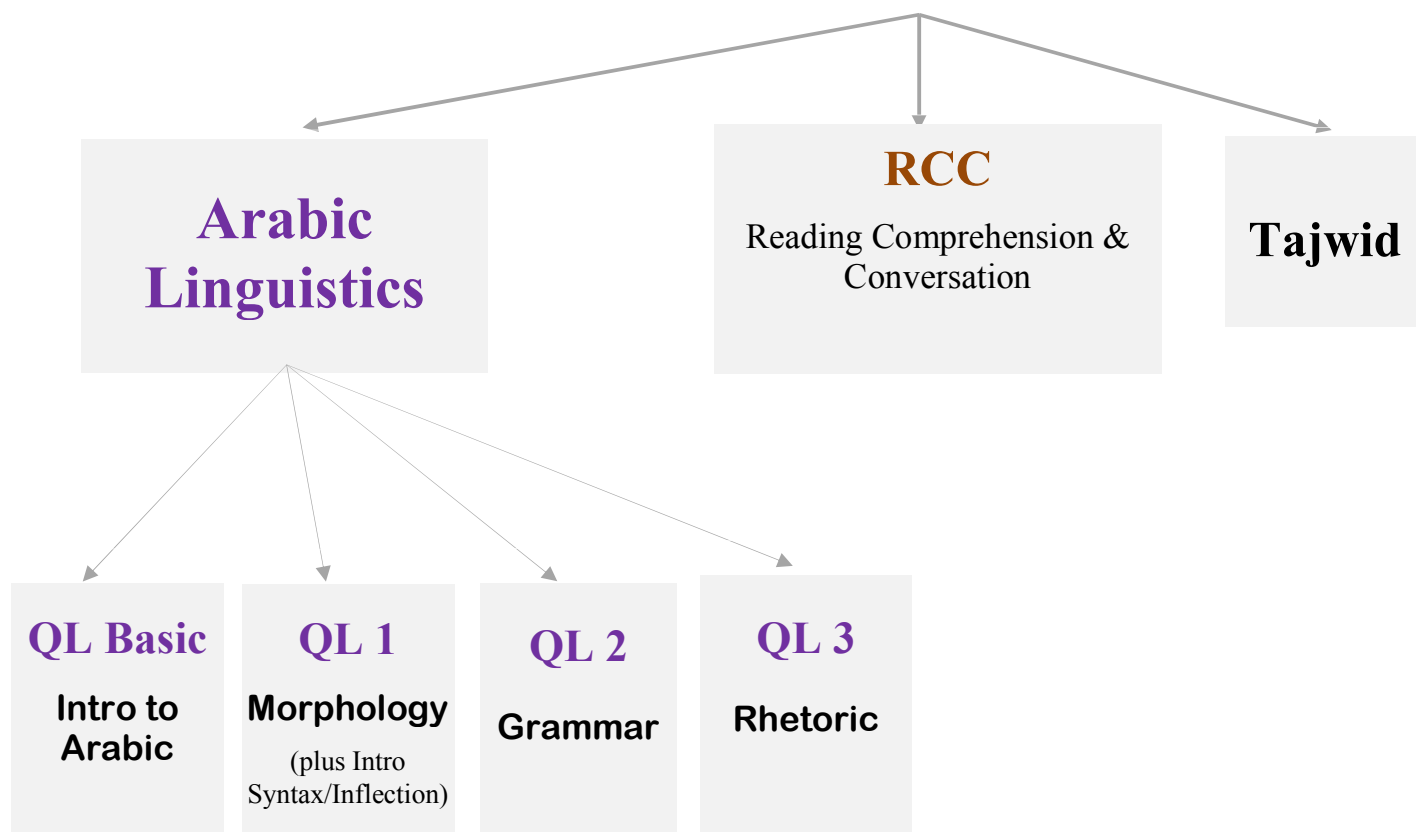 Arabic
Linguistics
RCC
Reading Comprehension &
Conversation
Tajwid
QL Basic
Intro to
Arabic
QL 1
Morphology
(plus Intro
Syntax/Inflection)
QL 2
Grammar
QL 3
Rhetoric